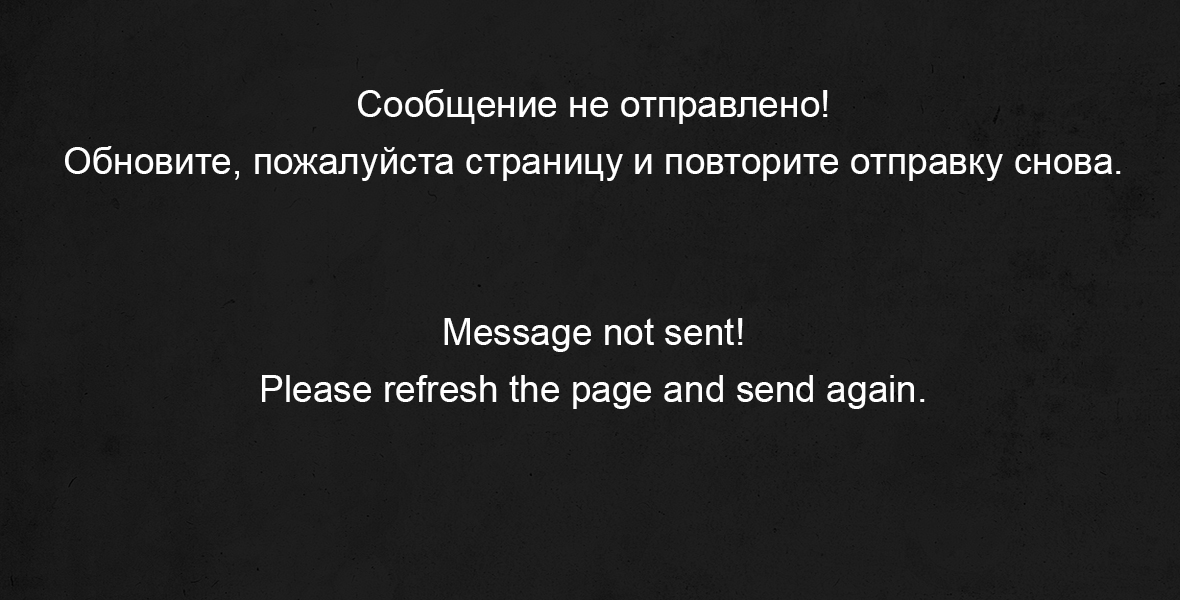 Сообщение не отправлено!
Обновите, пожалуйста страницу и повторите отправку снова.
Message not sent!
Please refresh the page and send again.